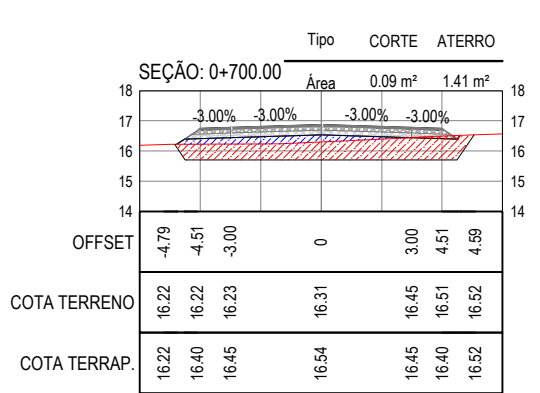 Tipo CORTE ATERRO
SEÇÃO: 0+700.00 Área 0.09 m² 1.41 m²
18 18
-3.00% -3.00% -3.00% -3.00%
17 17
16 16
15 15
14 14
OFFSET -4.79 -4.51 -3.00 0 3.00 4.51 4.59
COTA TERRENO 16.22 16.22 16.23 16.31 16.45 16.51 16.52
COTA TERRAP. 16.22 16.40 16.45 16.54 16.45 16.40 16.52